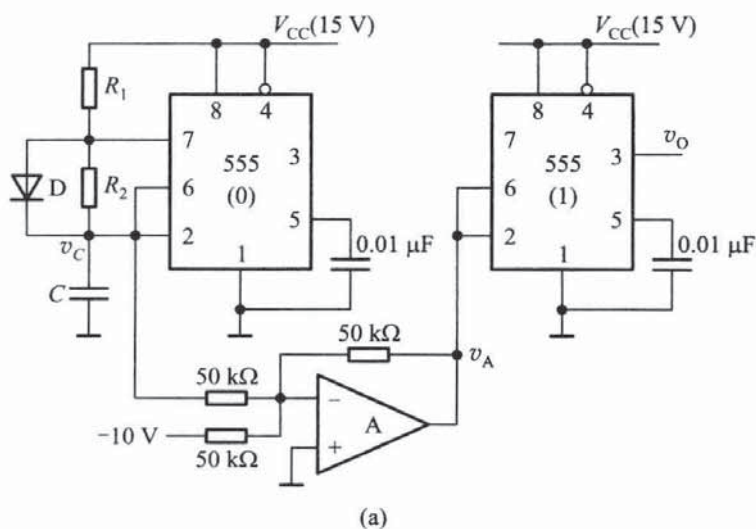 V_CC(15 V) V_CC(15 V)
R_1
8 4 8 4
7 7
555 3 555 3 v_O
D R_2 6 (0) 6 (1)
2 5 2 5
v_C 0.01 μF 0.01 μF
C 1 1
50 kΩ
v_A
50 kΩ
− A
−10 V
+
50 kΩ
(a)